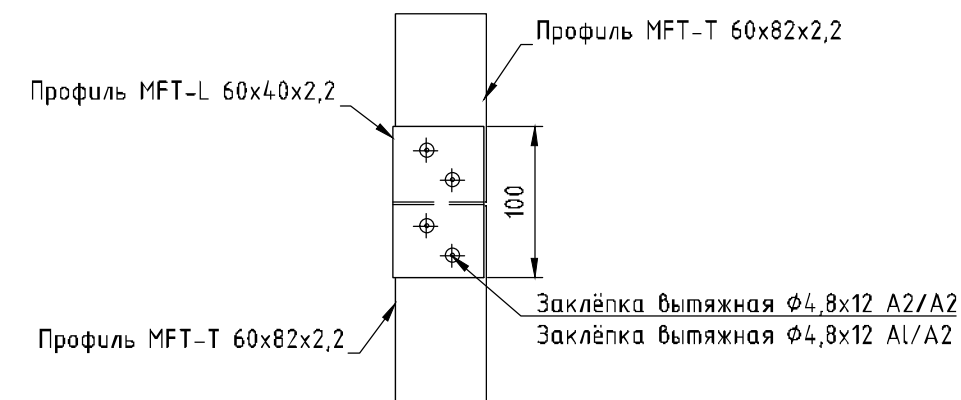 Профиль MFT-T 60x82x2,2
Профиль MFT-L 60x40x2,2
100
Заклёпка вытяжная Ф4,8x12 A2/A2
Заклёпка вытяжная Ф4,8x12 Al/A2
Профиль MFT-T 60x82x2,2